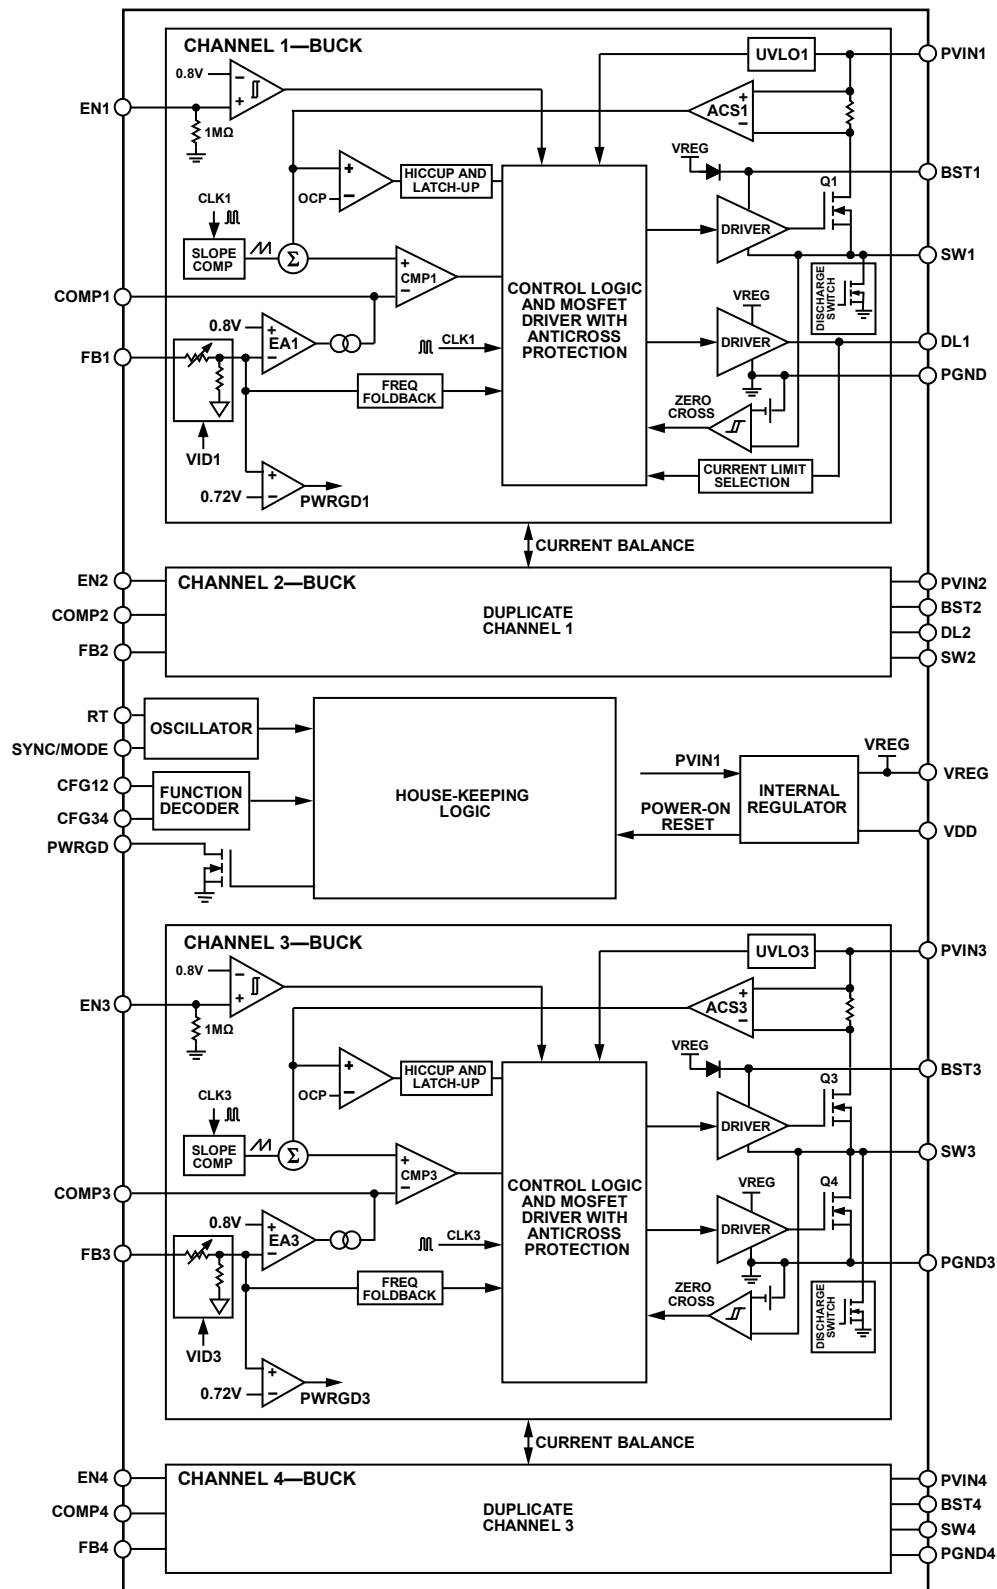 CHANNEL 1—BUCK
0.8V
−
+
EN1
1MΩ
UVLO1
PVIN1
ACS1
+
−
VREG
BST1
HICCUP AND
LATCH-UP
+
−
OCP
CLK1
Q1
DRIVER
SLOPE
COMP
Σ
+
−
CMP1
SW1
CONTROL LOGIC
AND MOSFET
DRIVER WITH
ANTICROSS
PROTECTION
DISCHARGE
SWITCH
COMP1
VREG
0.8V
+
−
EA1
CLK1
DRIVER
DL1
FB1
PGND
FREQ
FOLDBACK
ZERO
CROSS
VID1
CURRENT LIMIT
SELECTION
+
−
0.72V
PWRGD1
CURRENT BALANCE
EN2
COMP2
FB2
CHANNEL 2—BUCK
DUPLICATE
CHANNEL 1
PVIN2
BST2
DL2
SW2
RT
SYNC/MODE
OSCILLATOR
CFG12
CFG34
FUNCTION
DECODER
PWRGD
HOUSE-KEEPING
LOGIC
PVIN1
POWER-ON
RESET
INTERNAL
REGULATOR
VREG
VREG
VDD
CHANNEL 3—BUCK
0.8V
−
+
EN3
1MΩ
UVLO3
PVIN3
ACS3
+
−
VREG
BST3
HICCUP AND
LATCH-UP
+
−
OCP
CLK3
Q3
DRIVER
SLOPE
COMP
Σ
+
−
CMP3
SW3
CONTROL LOGIC
AND MOSFET
DRIVER WITH
ANTICROSS
PROTECTION
COMP3
VREG
Q4
0.8V
+
−
EA3
CLK3
DRIVER
FB3
PGND3
FREQ
FOLDBACK
ZERO
CROSS
DISCHARGE
SWITCH
VID3
+
−
0.72V
PWRGD3
CURRENT BALANCE
EN4
COMP4
FB4
CHANNEL 4—BUCK
DUPLICATE
CHANNEL 3
PVIN4
BST4
SW4
PGND4